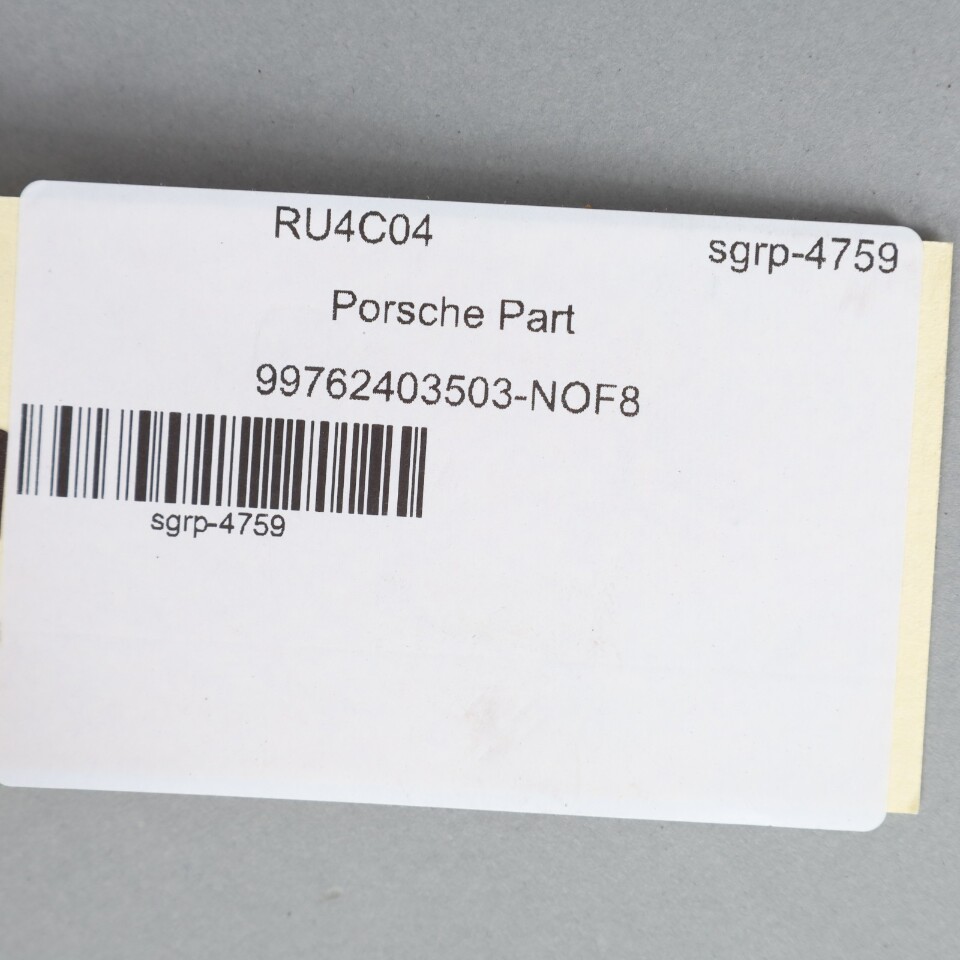 RU4C04
sgrp-4759
Porsche Part
99762403503-NOF8
sgrp-4759